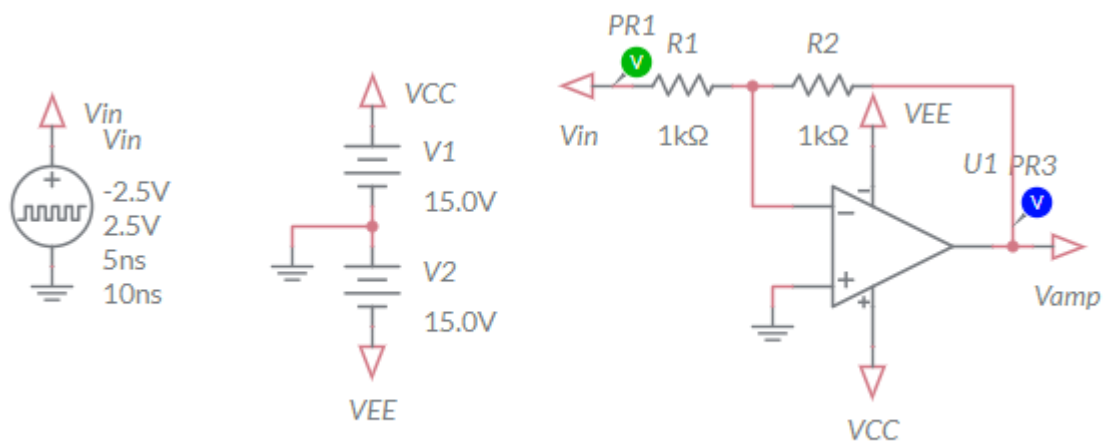 Vin
Vin
-2.5V
2.5V
5ns
10ns
VCC
V1
15.0V
V2
15.0V
VEE
PR1
V
R1
R2
Vin
1kΩ
1kΩ
VEE
U1
PR3
V
Vamp
VCC